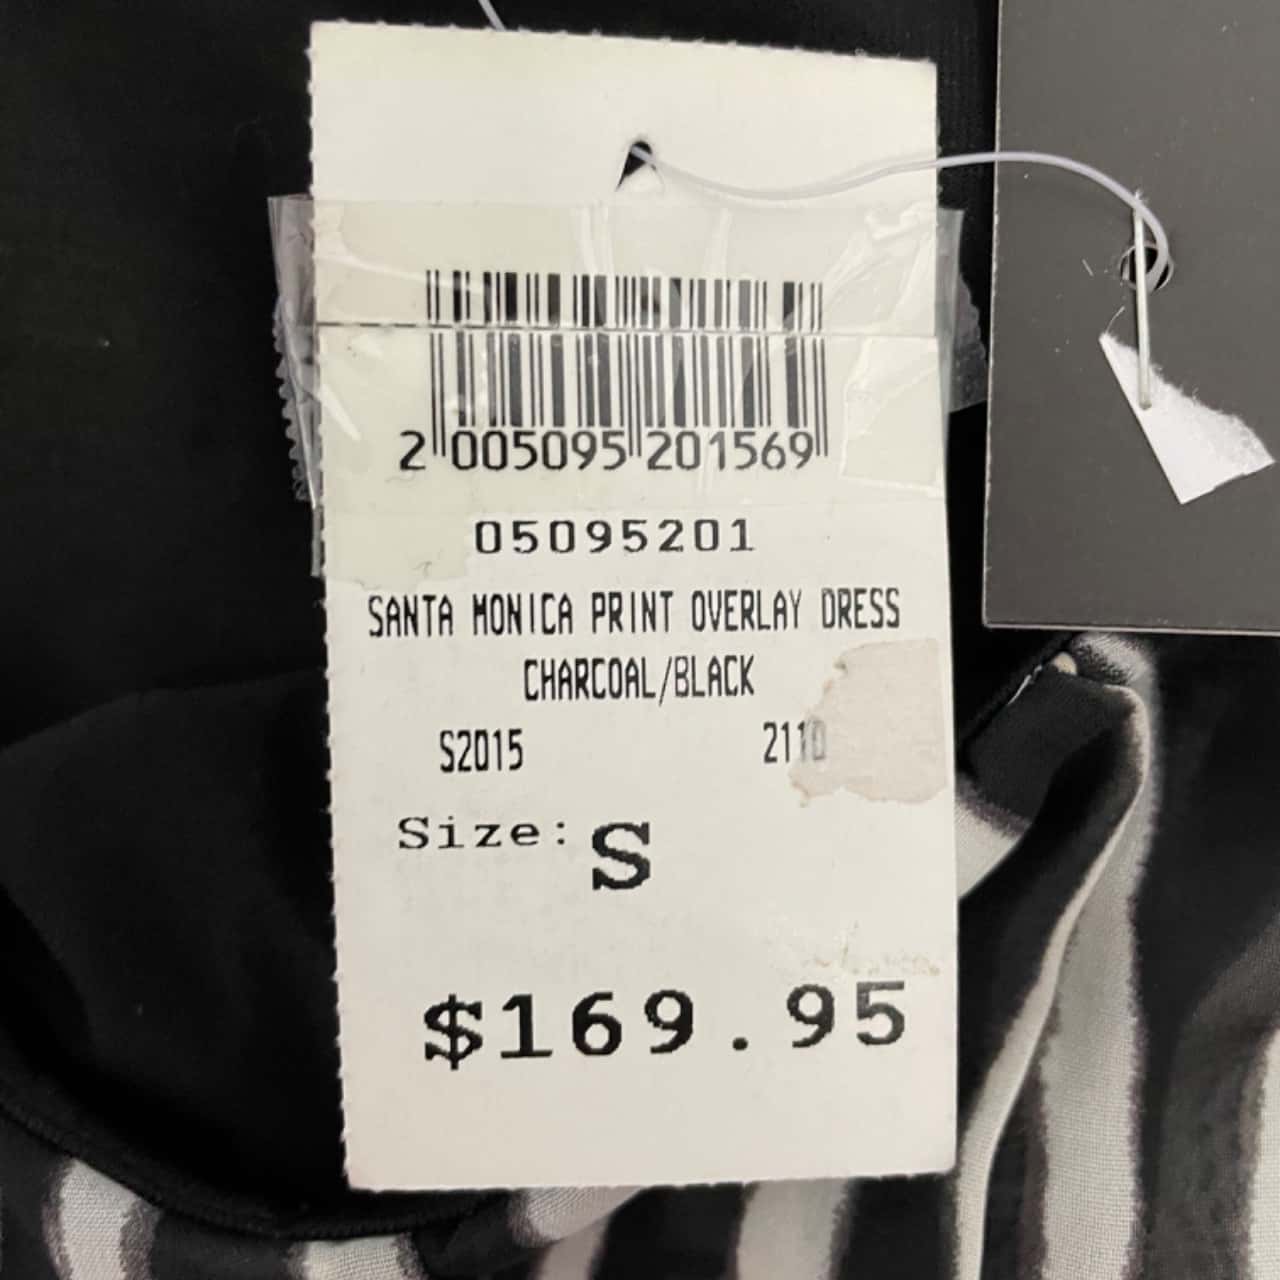 2 005095 201569
05095201
SANTA MONICA PRINT OVERLAY DRESS
CHARCOAL/BLACK
S2015 2110
Size: S
$169.95